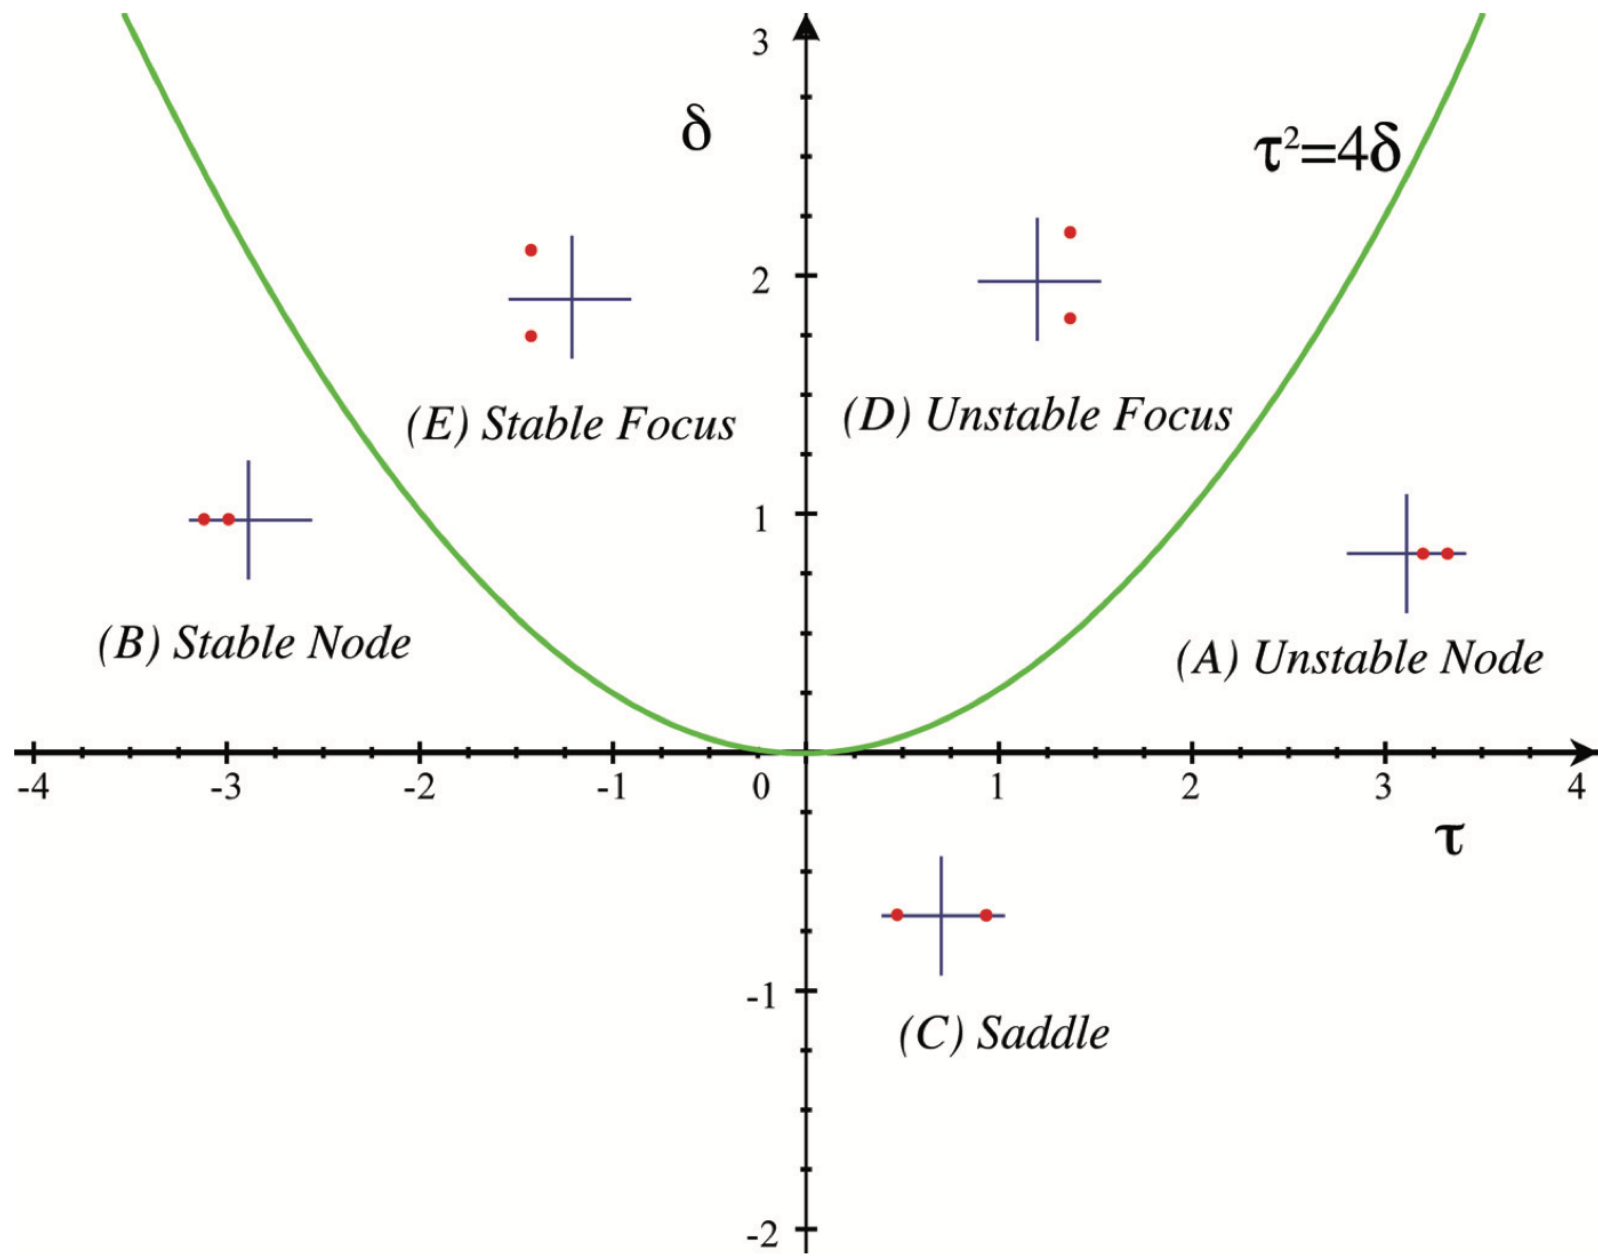 3
δ
τ²=4δ
2
(E) Stable Focus
(D) Unstable Focus
1
(B) Stable Node
(A) Unstable Node
-4 -3 -2 -1 0 1 2 3 4
τ
-1
(C) Saddle
-2